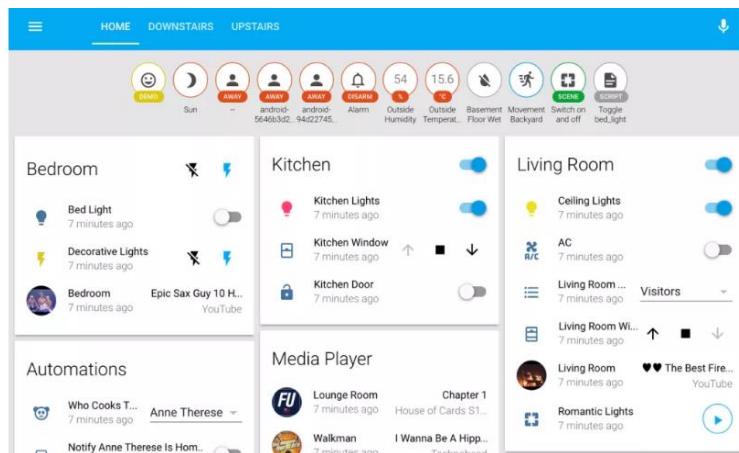 HOME DOWNSTAIRS UPSTAIRS
54 15.6
DEMO AWAY AWAY AWAY DISARM % °C SCENE SCRIPT
Sun -- android- android- Alarm Outside Outside Basement Movement Switch on Toggle
5646b3d2... 94d22745... Humidity Temperat... Floor Wet Backyard and off bed_light
Bedroom
Bed Light
7 minutes ago
Decorative Lights
7 minutes ago
Bedroom Epic Sax Guy 10 H...
7 minutes ago YouTube
Automations
Who Cooks T... Anne Therese
7 minutes ago
Notify Anne Therese Is Hom...
Kitchen
Kitchen Lights
7 minutes ago
Kitchen Window
7 minutes ago
Kitchen Door
7 minutes ago
Media Player
FU
Lounge Room Chapter 1
7 minutes ago House of Cards S1...
Walkman I Wanna Be A Hipp...
7 minutes ago Technohead
Living Room
Ceiling Lights
7 minutes ago
A/C
AC
7 minutes ago
Living Room ... Visitors
7 minutes ago
Living Room Wi...
7 minutes ago
Living Room ♥♥ The Best Fire...
7 minutes ago YouTube
Romantic Lights
7 minutes ago